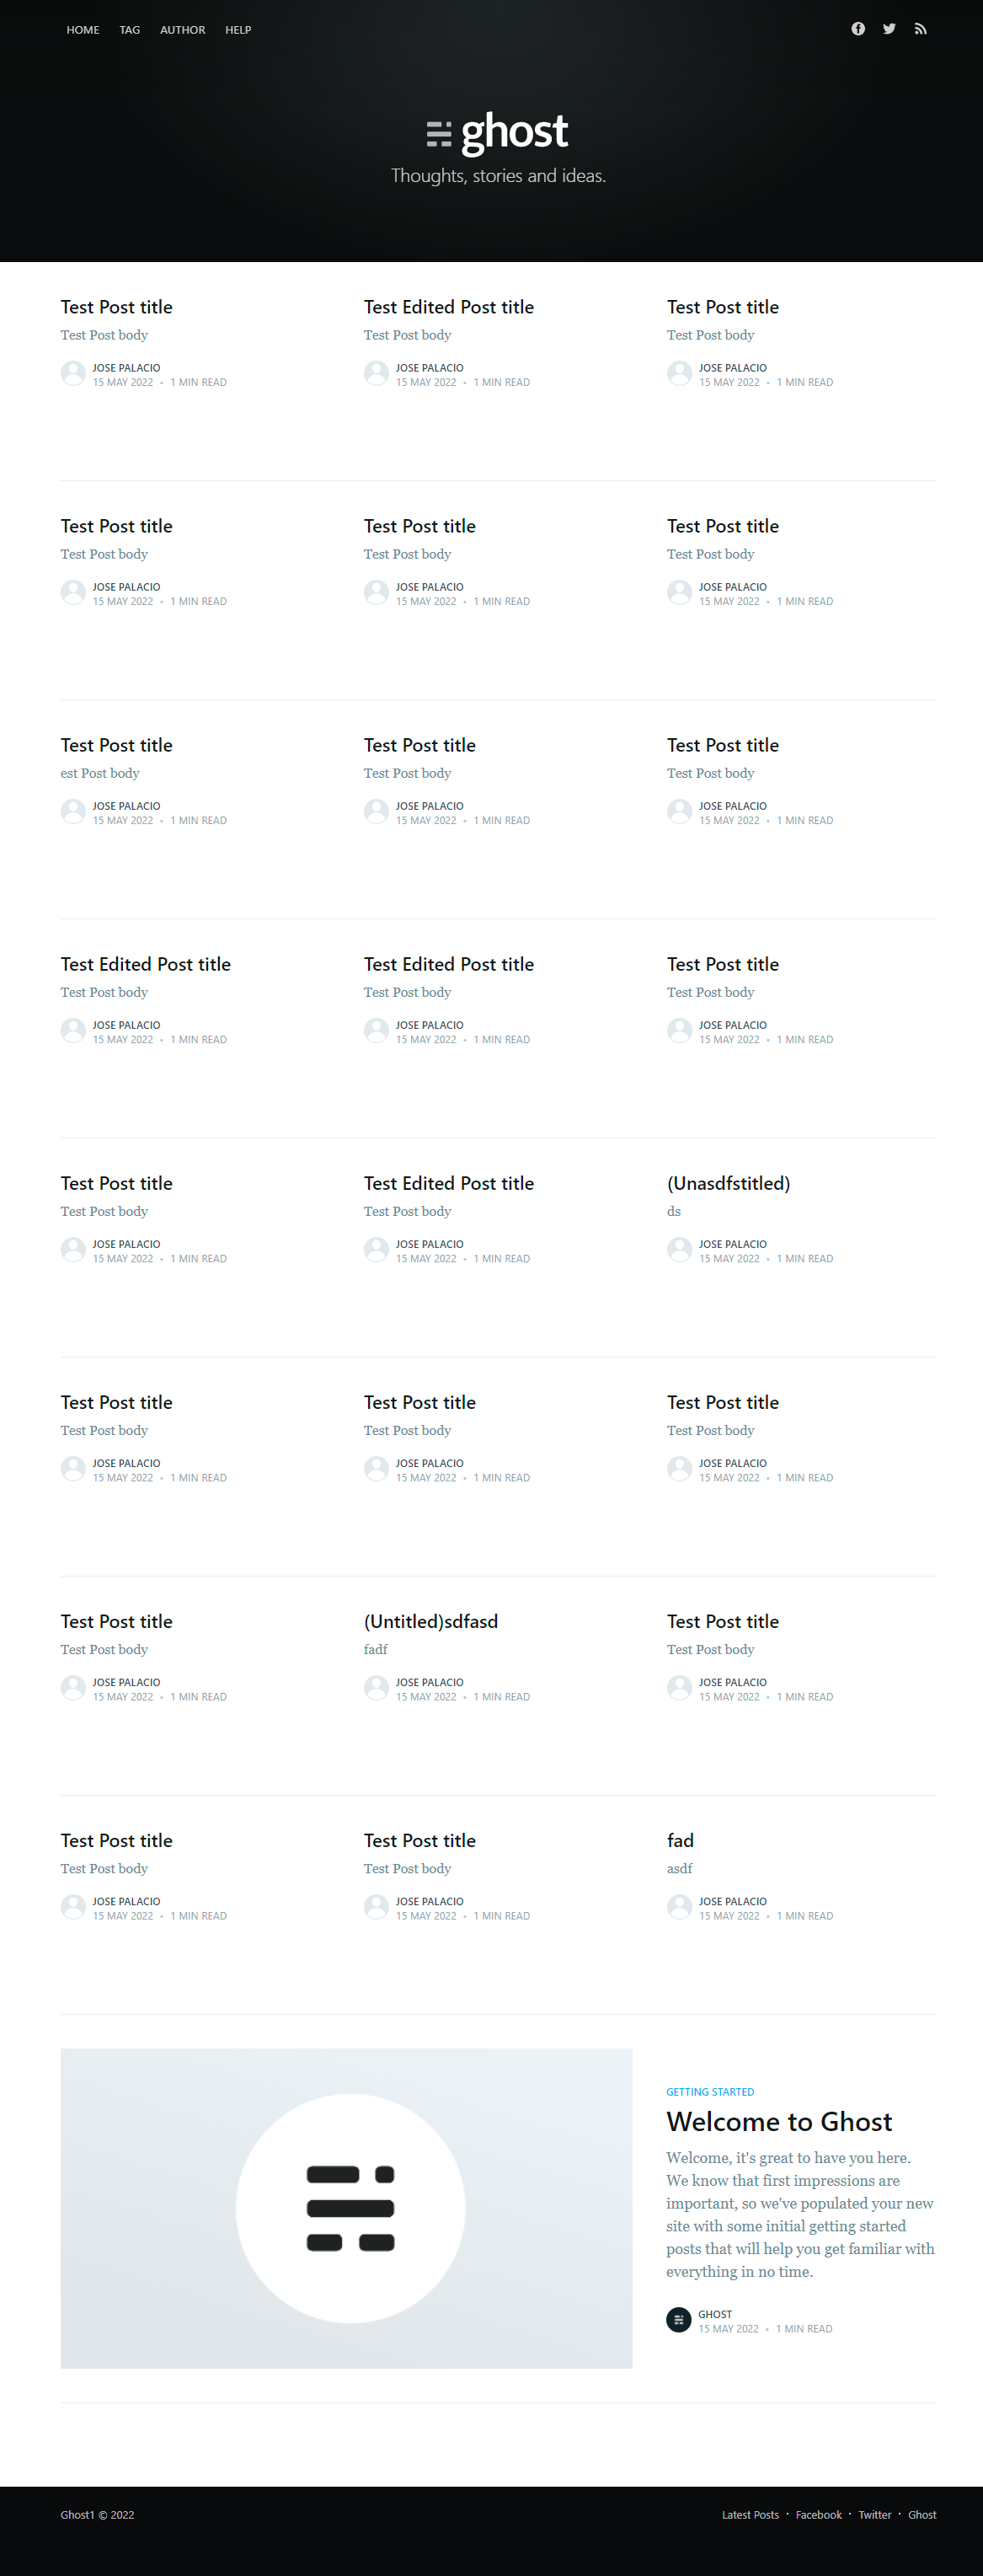 HOME TAG AUTHOR HELP
ghost
Thoughts, stories and ideas.
Test Post title
Test Post body
JOSE PALACIO
15 MAY 2022 • 1 MIN READ
Test Edited Post title
Test Post body
JOSE PALACIO
15 MAY 2022 • 1 MIN READ
Test Post title
Test Post body
JOSE PALACIO
15 MAY 2022 • 1 MIN READ
Test Post title
Test Post body
JOSE PALACIO
15 MAY 2022 • 1 MIN READ
Test Post title
Test Post body
JOSE PALACIO
15 MAY 2022 • 1 MIN READ
Test Post title
Test Post body
JOSE PALACIO
15 MAY 2022 • 1 MIN READ
Test Post title
est Post body
JOSE PALACIO
15 MAY 2022 • 1 MIN READ
Test Post title
Test Post body
JOSE PALACIO
15 MAY 2022 • 1 MIN READ
Test Post title
Test Post body
JOSE PALACIO
15 MAY 2022 • 1 MIN READ
Test Edited Post title
Test Post body
JOSE PALACIO
15 MAY 2022 • 1 MIN READ
Test Edited Post title
Test Post body
JOSE PALACIO
15 MAY 2022 • 1 MIN READ
Test Post title
Test Post body
JOSE PALACIO
15 MAY 2022 • 1 MIN READ
Test Post title
Test Post body
JOSE PALACIO
15 MAY 2022 • 1 MIN READ
Test Edited Post title
Test Post body
JOSE PALACIO
15 MAY 2022 • 1 MIN READ
(Unasdfstitled)
ds
JOSE PALACIO
15 MAY 2022 • 1 MIN READ
Test Post title
Test Post body
JOSE PALACIO
15 MAY 2022 • 1 MIN READ
Test Post title
Test Post body
JOSE PALACIO
15 MAY 2022 • 1 MIN READ
Test Post title
Test Post body
JOSE PALACIO
15 MAY 2022 • 1 MIN READ
Test Post title
Test Post body
JOSE PALACIO
15 MAY 2022 • 1 MIN READ
(Untitled)sdfasd
fadf
JOSE PALACIO
15 MAY 2022 • 1 MIN READ
Test Post title
Test Post body
JOSE PALACIO
15 MAY 2022 • 1 MIN READ
Test Post title
Test Post body
JOSE PALACIO
15 MAY 2022 • 1 MIN READ
Test Post title
Test Post body
JOSE PALACIO
15 MAY 2022 • 1 MIN READ
fad
asdf
JOSE PALACIO
15 MAY 2022 • 1 MIN READ
GETTING STARTED
Welcome to Ghost
Welcome, it's great to have you here.
We know that first impressions are
important, so we've populated your new
site with some initial getting started
posts that will help you get familiar with
everything in no time.
GHOST
15 MAY 2022 • 1 MIN READ
Ghost1 © 2022
Latest Posts • Facebook • Twitter • Ghost